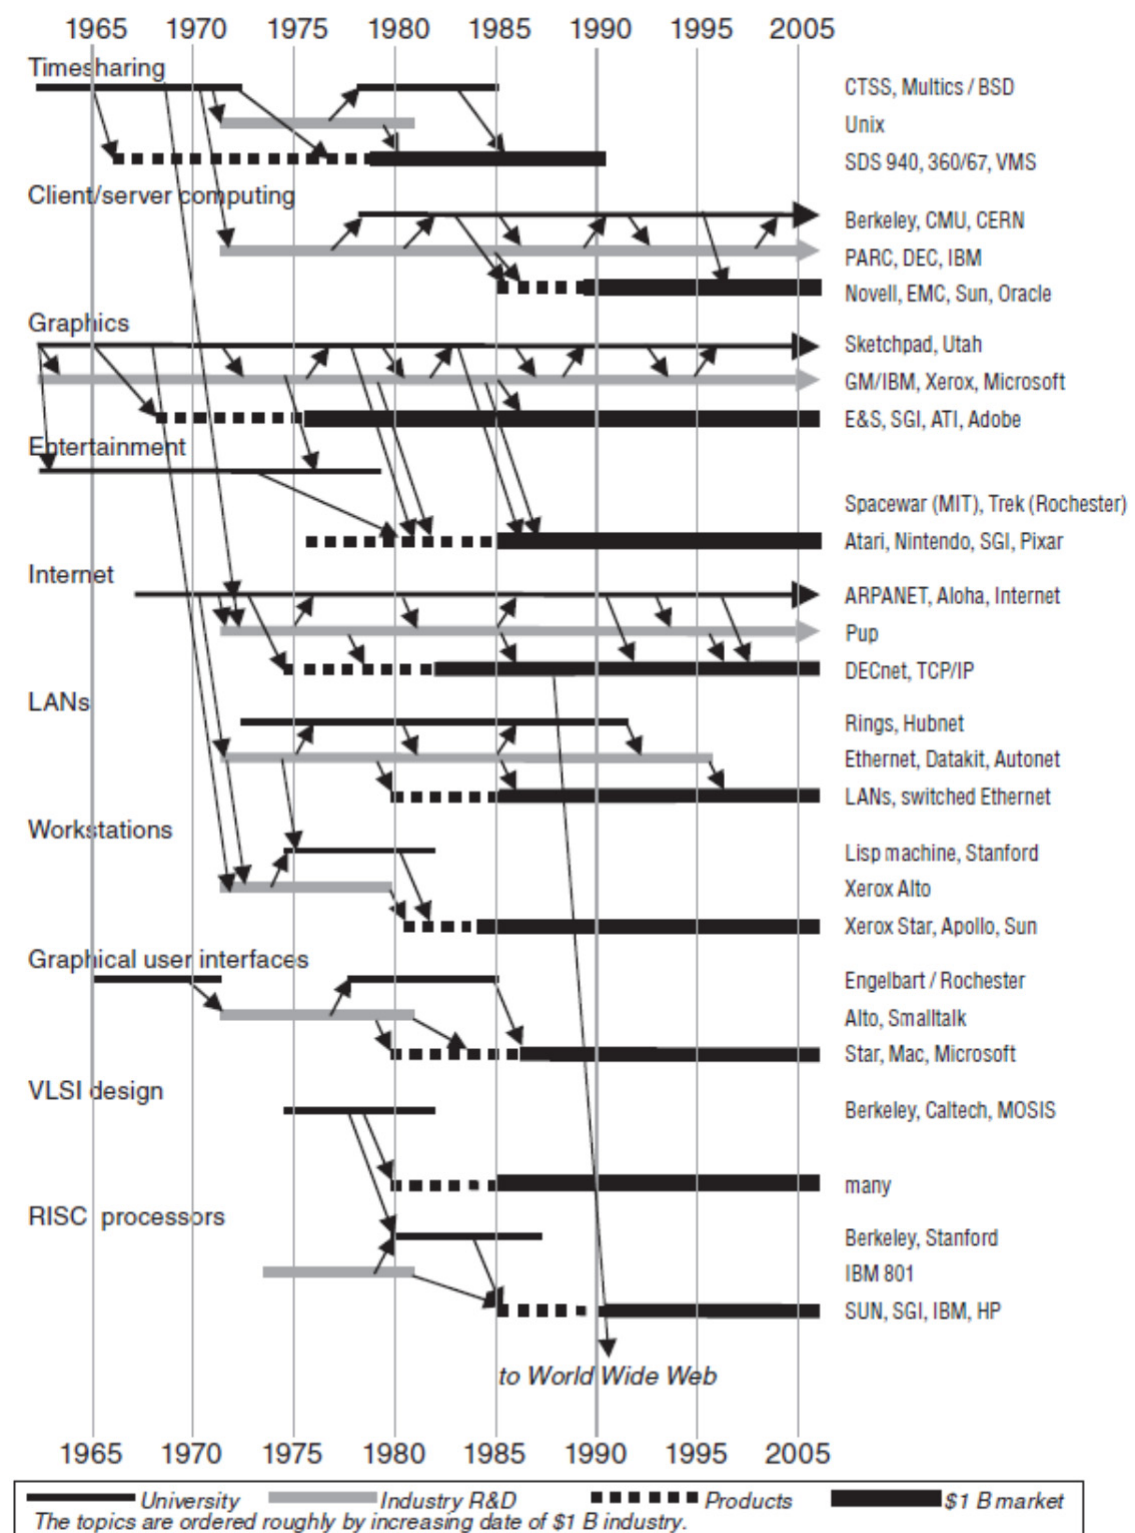 1965 1970 1975 1980 1985 1990 1995 2005
Timesharing
CTSS, Multics / BSD
Unix
SDS 940, 360/67, VMS
Client/server computing
Berkeley, CMU, CERN
PARC, DEC, IBM
Novell, EMC, Sun, Oracle
Graphics
Sketchpad, Utah
GM/IBM, Xerox, Microsoft
E&S, SGI, ATI, Adobe
Entertainment
Spacewar (MIT), Trek (Rochester)
Atari, Nintendo, SGI, Pixar
Internet
ARPANET, Aloha, Internet
Pup
DECnet, TCP/IP
LANs
Rings, Hubnet
Ethernet, Datakit, Autonet
LANs, switched Ethernet
Workstations
Lisp machine, Stanford
Xerox Alto
Xerox Star, Apollo, Sun
Graphical user interfaces
Engelbart / Rochester
Alto, Smalltalk
Star, Mac, Microsoft
VLSI design
Berkeley, Caltech, MOSIS
many
RISC processors
Berkeley, Stanford
IBM 801
SUN, SGI, IBM, HP
to World Wide Web
1965 1970 1975 1980 1985 1990 1995 2005
University Industry R&D Products $1 B market
The topics are ordered roughly by increasing date of $1 B industry.